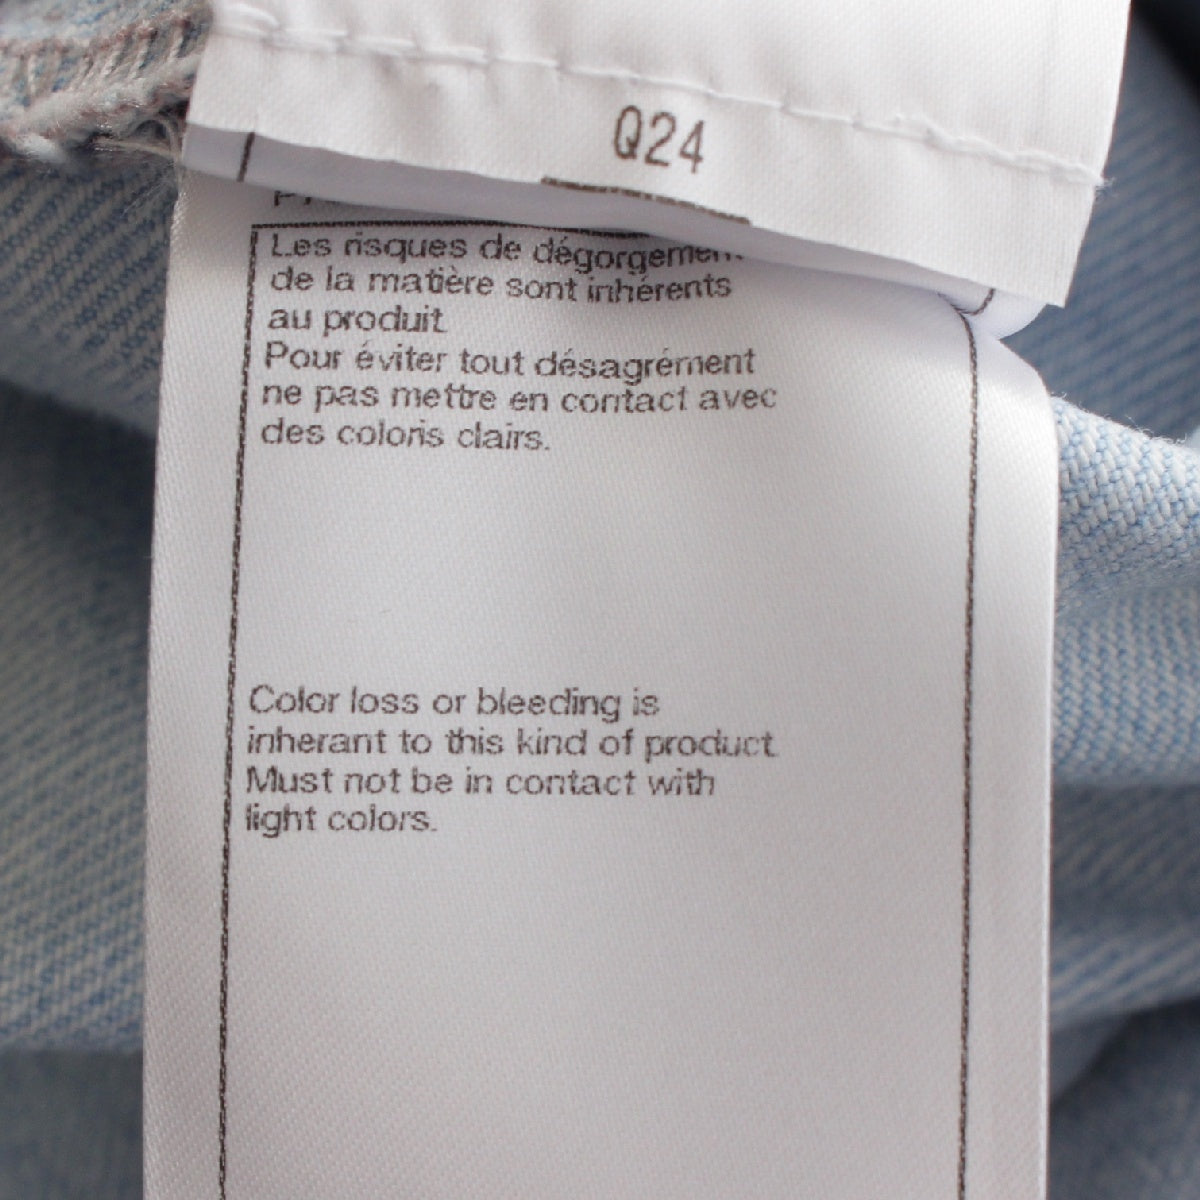 Q24
Les risques de dégorgement
de la matière sont inhérents
au produit.
Pour éviter tout désagrément
ne pas mettre en contact avec
des coloris clairs.
Color loss or bleeding is
inherant to this kind of product.
Must not be in contact with
light colors.